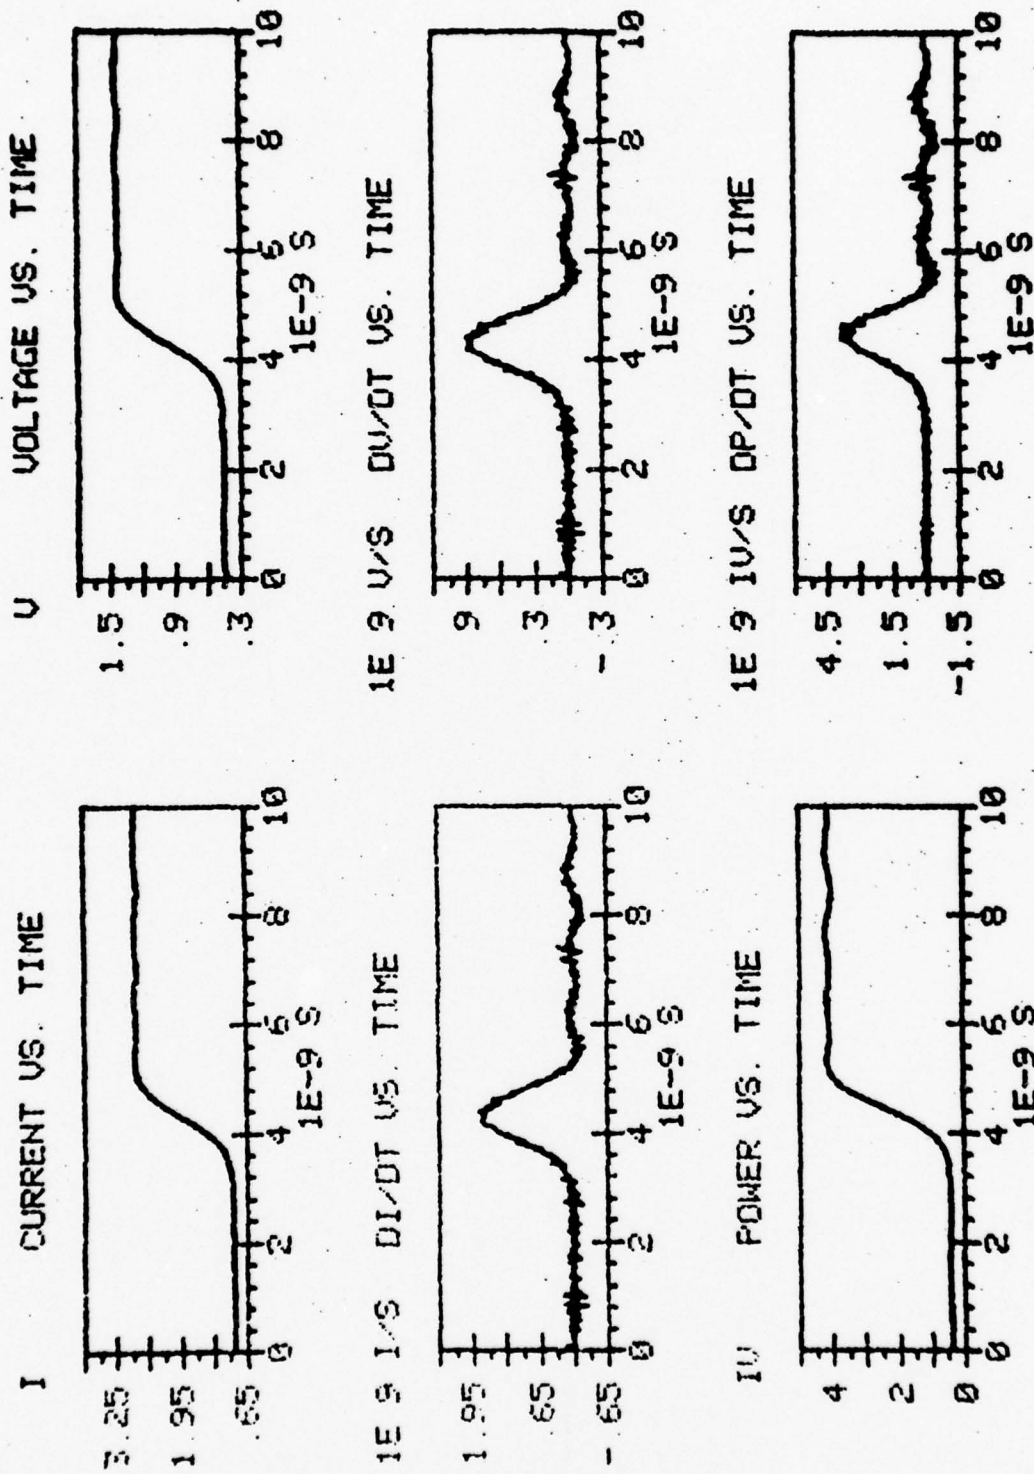 I CURRENT VS. TIME
3.25
1.95
.65
0 2 4 6 8 10
1E-9 S
V VOLTAGE VS. TIME
1.5
.9
.3
0 2 4 6 8 10
1E-9 S
1E 9 I/S DI/DT VS. TIME
1.95
.65
-.65
0 2 4 6 8 10
1E-9 S
1E 9 V/S DV/DT VS. TIME
.9
.3
-.3
0 2 4 6 8 10
1E-9 S
IV POWER VS. TIME
4
2
0
0 2 4 6 8 10
1E-9 S
1E 9 IV/S DP/DT VS. TIME
4.5
1.5
-1.5
0 2 4 6 8 10
1E-9 S